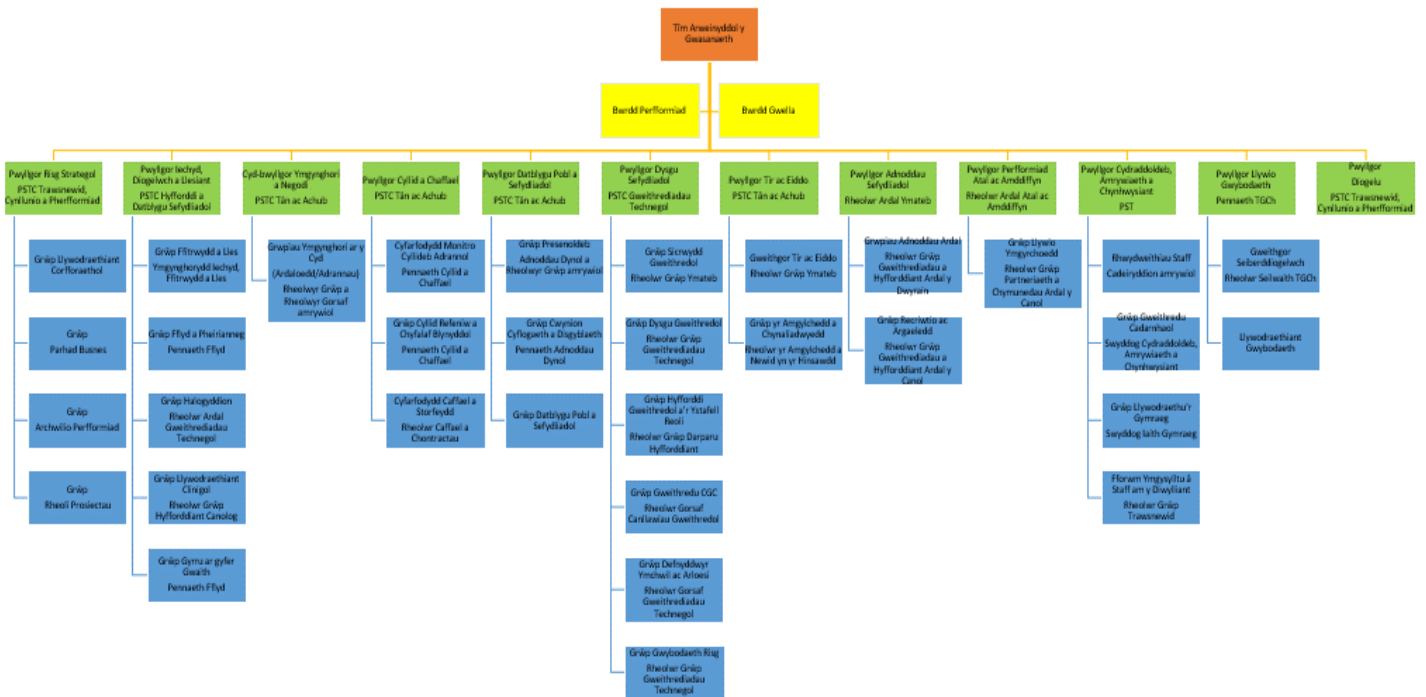 Tîm Arweinyddol y
Gwasanaeth
Bwrdd Perfformiad
Bwrdd Gwella
Pwyllgor Risg Strategol
PSTC Trawsnewid,
Cynllunio a Pherfformiad
Grŵp Llywodraethiant
Corfforaethol
Grŵp
Parhad Busnes
Grŵp
Archwilio Perfformiad
Grŵp
Rheoli Prosiectau
Pwyllgor Iechyd,
Diogelwch a Llesiant
PSTC Hyfforddi a
Datblygu Sefydliadol
Grŵp Ffitrwydd a Lles
Ymgynghorydd Iechyd,
Ffitrwydd a Lles
Grŵp Fflyd a Pheirianneg
Pennaeth Fflyd
Grŵp Halogyddion
Rheolwr Ardal
Gweithrediadau
Technegol
Grŵp Llywodraethiant
Clinigol
Rheolwr Grŵp
Hyfforddiant Canolog
Grŵp Gyrru ar gyfer
Gwaith
Pennaeth Fflyd
Cyd-bwyllgor Ymgynghori
a Negodi
PSTC Tân ac Achub
Grwpiau Ymgynghori ar y
Cyd
(Ardaloedd/Adrannau)
Rheolwyr Grŵp a
Rheolwyr Gorsaf
amrywiol
Pwyllgor Cyllid a Chaffael
PSTC Tân ac Achub
Cyfarfodydd Monitro
Cyllideb Adrannol
Pennaeth Cyllid a
Chaffael
Grŵp Cyllid Refeniw a
Chyfalaf Blynyddol
Pennaeth Cyllid a
Chaffael
Cyfarfodydd Caffael a
Storfeydd
Rheolwr Caffael a
Chontractau
Pwyllgor Datblygu Pobl a
Sefydliadol
PSTC Tân ac Achub
Grŵp Presenoldeb
Adnoddau Dynol a
Rheolwyr Grŵp amrywiol
Grŵp Cwynion
Cyflogaeth a Disgyblaeth
Pennaeth Adnoddau
Dynol
Grŵp Datblygu Pobl a
Sefydliadol
Pwyllgor Dysgu
Sefydliadol
PSTC Gweithrediadau
Technegol
Grŵp Sicrwydd
Gweithredol
Rheolwr Grŵp Ymateb
Grŵp Dysgu Gweithredol
Rheolwr Grŵp
Gweithrediadau
Technegol
Grŵp Hyfforddi
Gweithredol a'r Ystafell
Reoli
Rheolwr Grŵp Darparu
Hyfforddiant
Grŵp Gweithredu CGC
Rheolwr Gorsaf
Canllawiau Gweithredol
Grŵp Defnyddwyr
Ymchwil ac Arloesi
Rheolwr Gorsaf
Gweithrediadau
Technegol
Grŵp Gwybodaeth Risg
Rheolwr Grŵp
Gweithrediadau
Technegol
Pwyllgor Tir ac Eiddo
PSTC Tân ac Achub
Gweithgor Tir ac Eiddo
Rheolwr Grŵp Ymateb
Grŵp yr Amgylchedd a
Chynaliadwyedd
Rheolwr yr Amgylchedd a
Newid yn yr Hinsawdd
Pwyllgor Adnoddau
Sefydliadol
Rheolwr Ardal Ymateb
Grwpiau Adnoddau Ardal
Rheolwr Grŵp
Gweithrediadau a
Hyfforddiant Ardal y
Dwyrain
Grŵp Recriwtio ac
Argaeledd
Rheolwr Grŵp
Gweithrediadau a
Hyfforddiant Ardal y
Canol
Pwyllgor Perfformiad
Atal ac Amddiffyn
Rheolwr Ardal Atal ac
Amddiffyn
Grŵp Llywio
Ymgyrchoedd
Rheolwr Grŵp
Partneriaeth a
Chymunedau Ardal y
Canol
Pwyllgor Cydraddoldeb,
Amrywiaeth a
Chynhwysiant
PST
Rhwydweithiau Staff
Cadeiryddion amrywiol
Grŵp Gweithredu
Cadarnhaol
Swyddog Cydraddoldeb,
Amrywiaeth a
Chynhwysiant
Grŵp Llywodraethu'r
Gymraeg
Swyddog Iaith Gymraeg
Fforwm Ymgysylltu â
Staff am y Diwylliant
Rheolwr Grŵp
Trawsnewid
Pwyllgor Llywio
Gwybodaeth
Pennaeth TGCh
Gweithgor
Seiberddiogelwch
Rheolwr Seilwaith TGCh
Llywodraethiant
Gwybodaeth
Pwyllgor
Diogelu
PSTC Trawsnewid,
Cynllunio a Pherfformiad